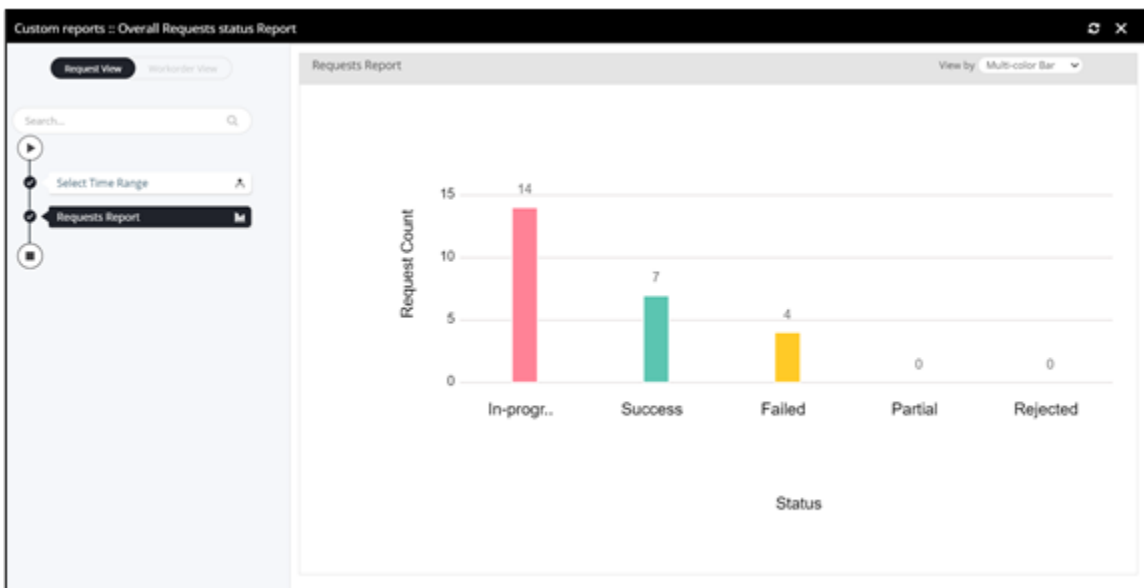 Custom reports :: Overall Requests status Report
Request View Workorder View
Search...
Select Time Range
Requests Report
Requests Report
View by Multi-color Bar
Request Count
15
10
5
0
14
7
4
0
0
In-progr..
Success
Failed
Partial
Rejected
Status